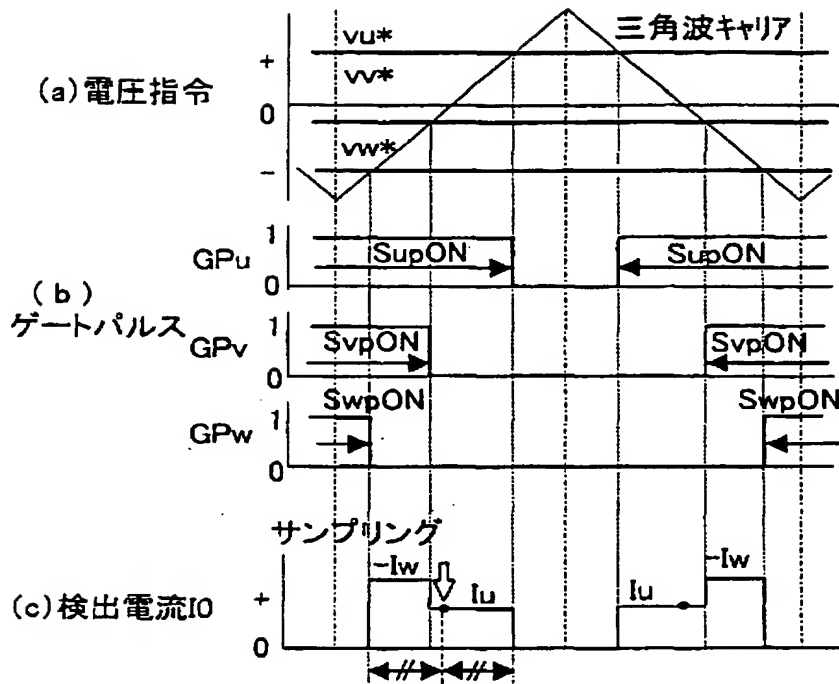 vu*
三角波キャリア
+
vv*
(a)電圧指令
0
vw*
-
1
GPu
SupON
SupON
0
(b)
ゲートパルス
1
GPv
SvpON
SvpON
0
SwpON
SwpON
1
GPw
0
サンプリング
-Iw
-Iw
+
Iu
Iu
(c)検出電流I0
0